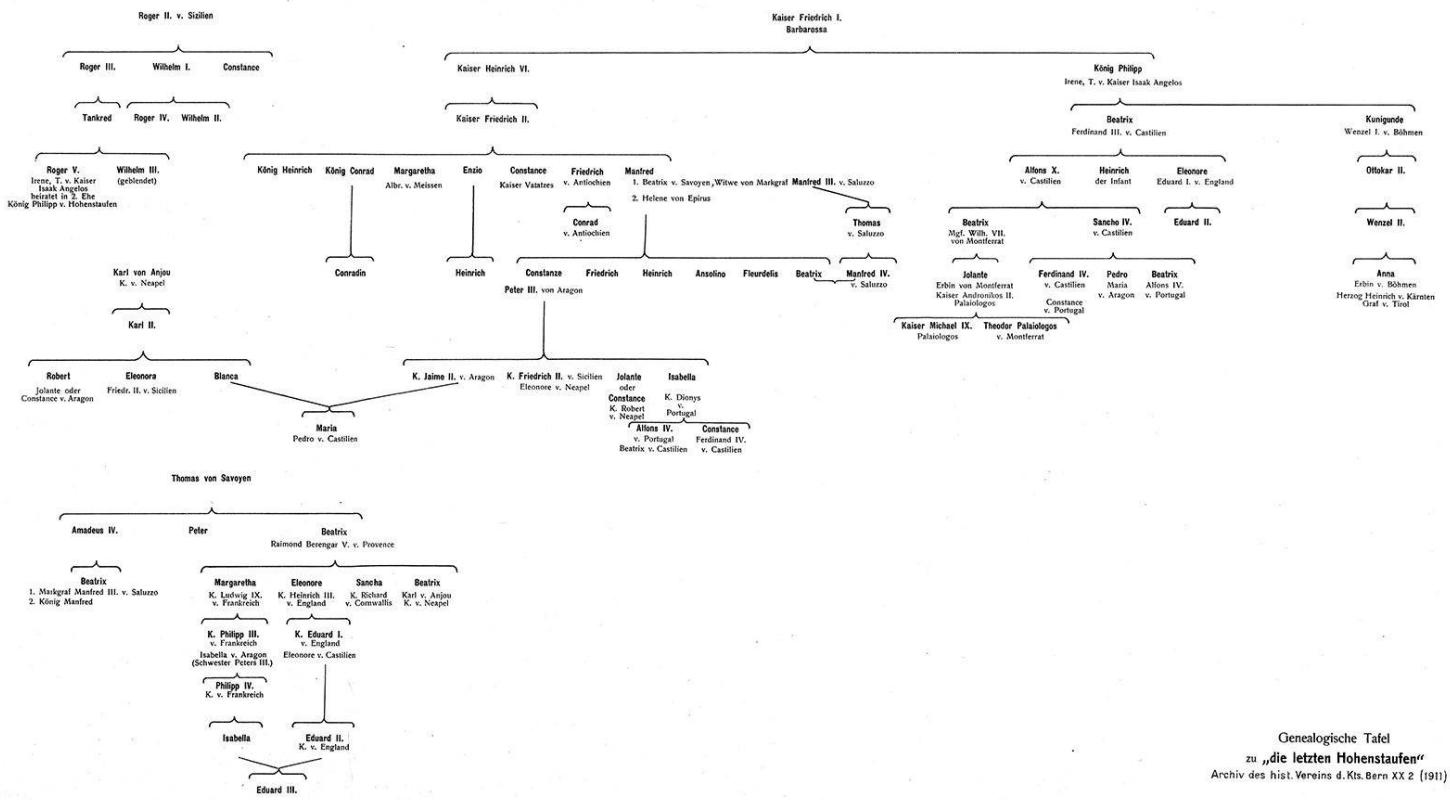 Roger II. v. Sizilien
Kaiser Friedrich I.
Barbarossa
Roger III.
Wilhelm I.
Constance
Kaiser Heinrich VI.
König Philipp
Irene, T. v. Kaiser Isaak Angelos
Tankred
Roger IV.
Wilhelm II.
Kaiser Friedrich II.
Beatrix
Ferdinand III. v. Castilien
Kunigunde
Wenzel I. v. Böhmen
Roger V.
Irene, T. v. Kaiser
Isaak Angelos
heiratet in 2. Ehe
König Philipp v. Hohenstaufen
Wilhelm III.
(geblendet)
König Heinrich
König Conrad
Margaretha
Albr. v. Meissen
Enzio
Constance
Kaiser Vatatzes
Friedrich
v. Antiochien
Manfred
1. Beatrix v. Savoyen, Witwe von Markgraf Manfred III. v. Saluzzo
2. Helene von Epirus
Alfons X.
v. Castilien
Heinrich
der Infant
Eleonore
Eduard I. v. England
Ottokar II.
Conrad
v. Antiochien
Thomas
v. Saluzzo
Beatrix
Mgf. Wilh. VII.
von Montferrat
Sancho IV.
v. Castilien
Eduard II.
Wenzel II.
Karl von Anjou
K. v. Neapel
Conradin
Heinrich
Constanze
Peter III. von Aragon
Friedrich
Heinrich
Ansolino
Fleurdelis
Beatrix
Manfred IV.
v. Saluzzo
Jolante
Erbin von Montferrat
Kaiser Andronikos II.
Palaiologos
Ferdinand IV.
v. Castilien
Constance
v. Portugal
Pedro
Maria
v. Aragon
Beatrix
Alfons IV.
v. Portugal
Anna
Erbin v. Böhmen
Herzog Heinrich v. Kärnten
Graf v. Tirol
Karl II.
Kaiser Michael IX.
Palaiologos
Theodor Palaiologos
v. Montferrat
Robert
Jolante oder
Constance v. Aragon
Eleonora
Friedr. II. v. Sicilien
Blanca
K. Jaime II. v. Aragon
K. Friedrich II. v. Sicilien
Eleonore v. Neapel
Jolante
oder
Constance
K. Robert
v. Neapel
Isabella
K. Dionys
v.
Portugal
Maria
Pedro v. Castilien
Alfons IV.
v. Portugal
Beatrix v. Castilien
Constance
Ferdinand IV.
v. Castilien
Thomas von Savoyen
Amadeus IV.
Peter
Beatrix
Raimond Berengar V. v. Provence
Beatrix
1. Markgraf Manfred III. v. Saluzzo
2. König Manfred
Margaretha
K. Ludwig IX.
v. Frankreich
Eleonore
K. Heinrich III.
v. England
Sancha
K. Richard
v. Cornwallis
Beatrix
Karl v. Anjou
K. v. Neapel
K. Philipp III.
v. Frankreich
Isabella v. Aragon
(Schwester Peters III.)
K. Eduard I.
v. England
Eleonore v. Castilien
Philipp IV.
K. v. Frankreich
Isabella
Eduard II.
K. v. England
Eduard III.
Genealogische Tafel
zu „die letzten Hohenstaufen“
Archiv des hist. Vereins d. Kts. Bern XX 2 (1911)